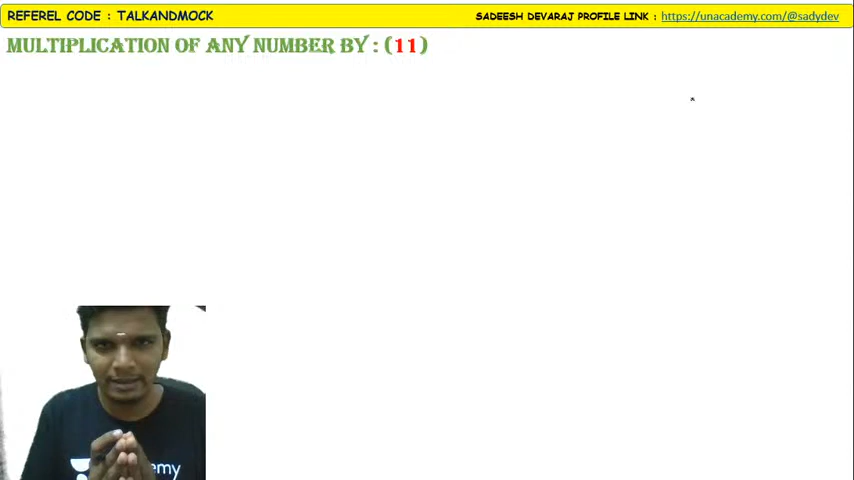 REFEREL CODE : TALKANDMOCK
SADEESH DEVARAJ PROFILE LINK : https://unacademy.com/@sadydev
MULTIPLICATION OF ANY NUMBER BY : (11)